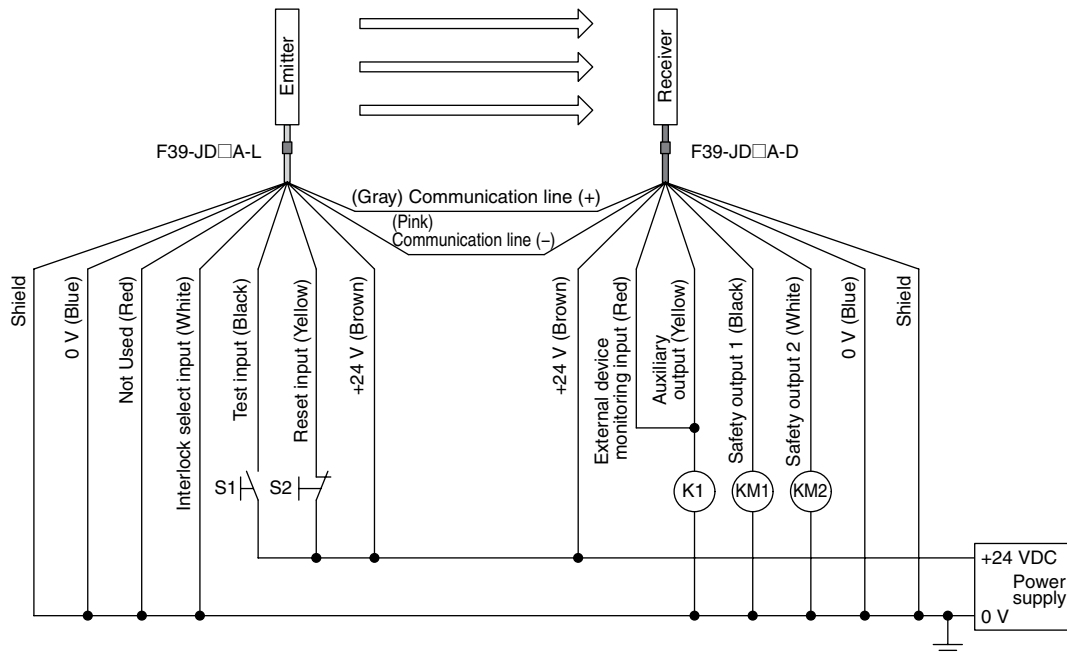 Emitter
Receiver
F39-JD□A-L
F39-JD□A-D
(Gray) Communication line (+)
(Pink)
Communication line (−)
Shield
0 V (Blue)
Not Used (Red)
Interlock select input (White)
Test input (Black)
Reset input (Yellow)
+24 V (Brown)
+24 V (Brown)
External device
monitoring input (Red)
Auxiliary
output (Yellow)
Safety output 1 (Black)
Safety output 2 (White)
0 V (Blue)
Shield
S1
S2
K1
KM1
KM2
+24 VDC
Power
supply
0 V